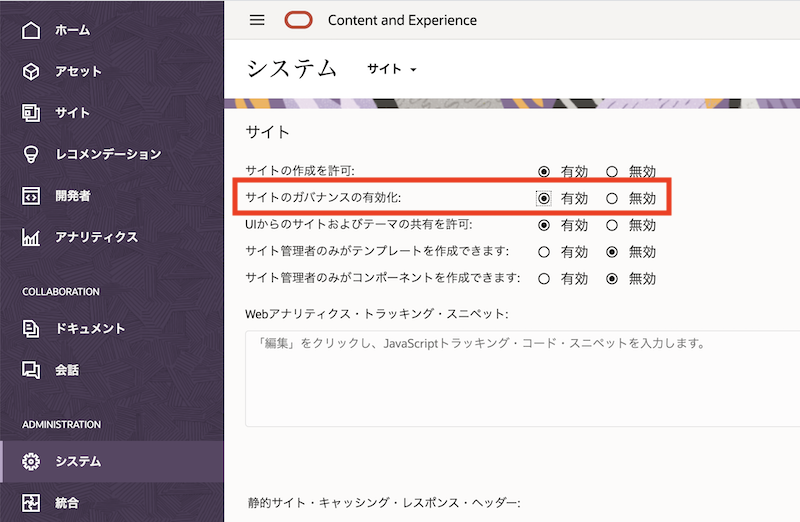 ホーム
アセット
サイト
レコメンデーション
開発者
アナリティクス
COLLABORATION
ドキュメント
会話
ADMINISTRATION
システム
統合
Content and Experience
システム サイト
サイト
サイトの作成を許可: 有効 無効
サイトのガバナンスの有効化: 有効 無効
UIからのサイトおよびテーマの共有を許可: 有効 無効
サイト管理者のみがテンプレートを作成できます: 有効 無効
サイト管理者のみがコンポーネントを作成できます: 有効 無効
Webアナリティクス・トラッキング・スニペット:
「編集」をクリックし、JavaScriptトラッキング・コード・スニペットを入力します。
静的サイト・キャッシング・レスポンス・ヘッダー: